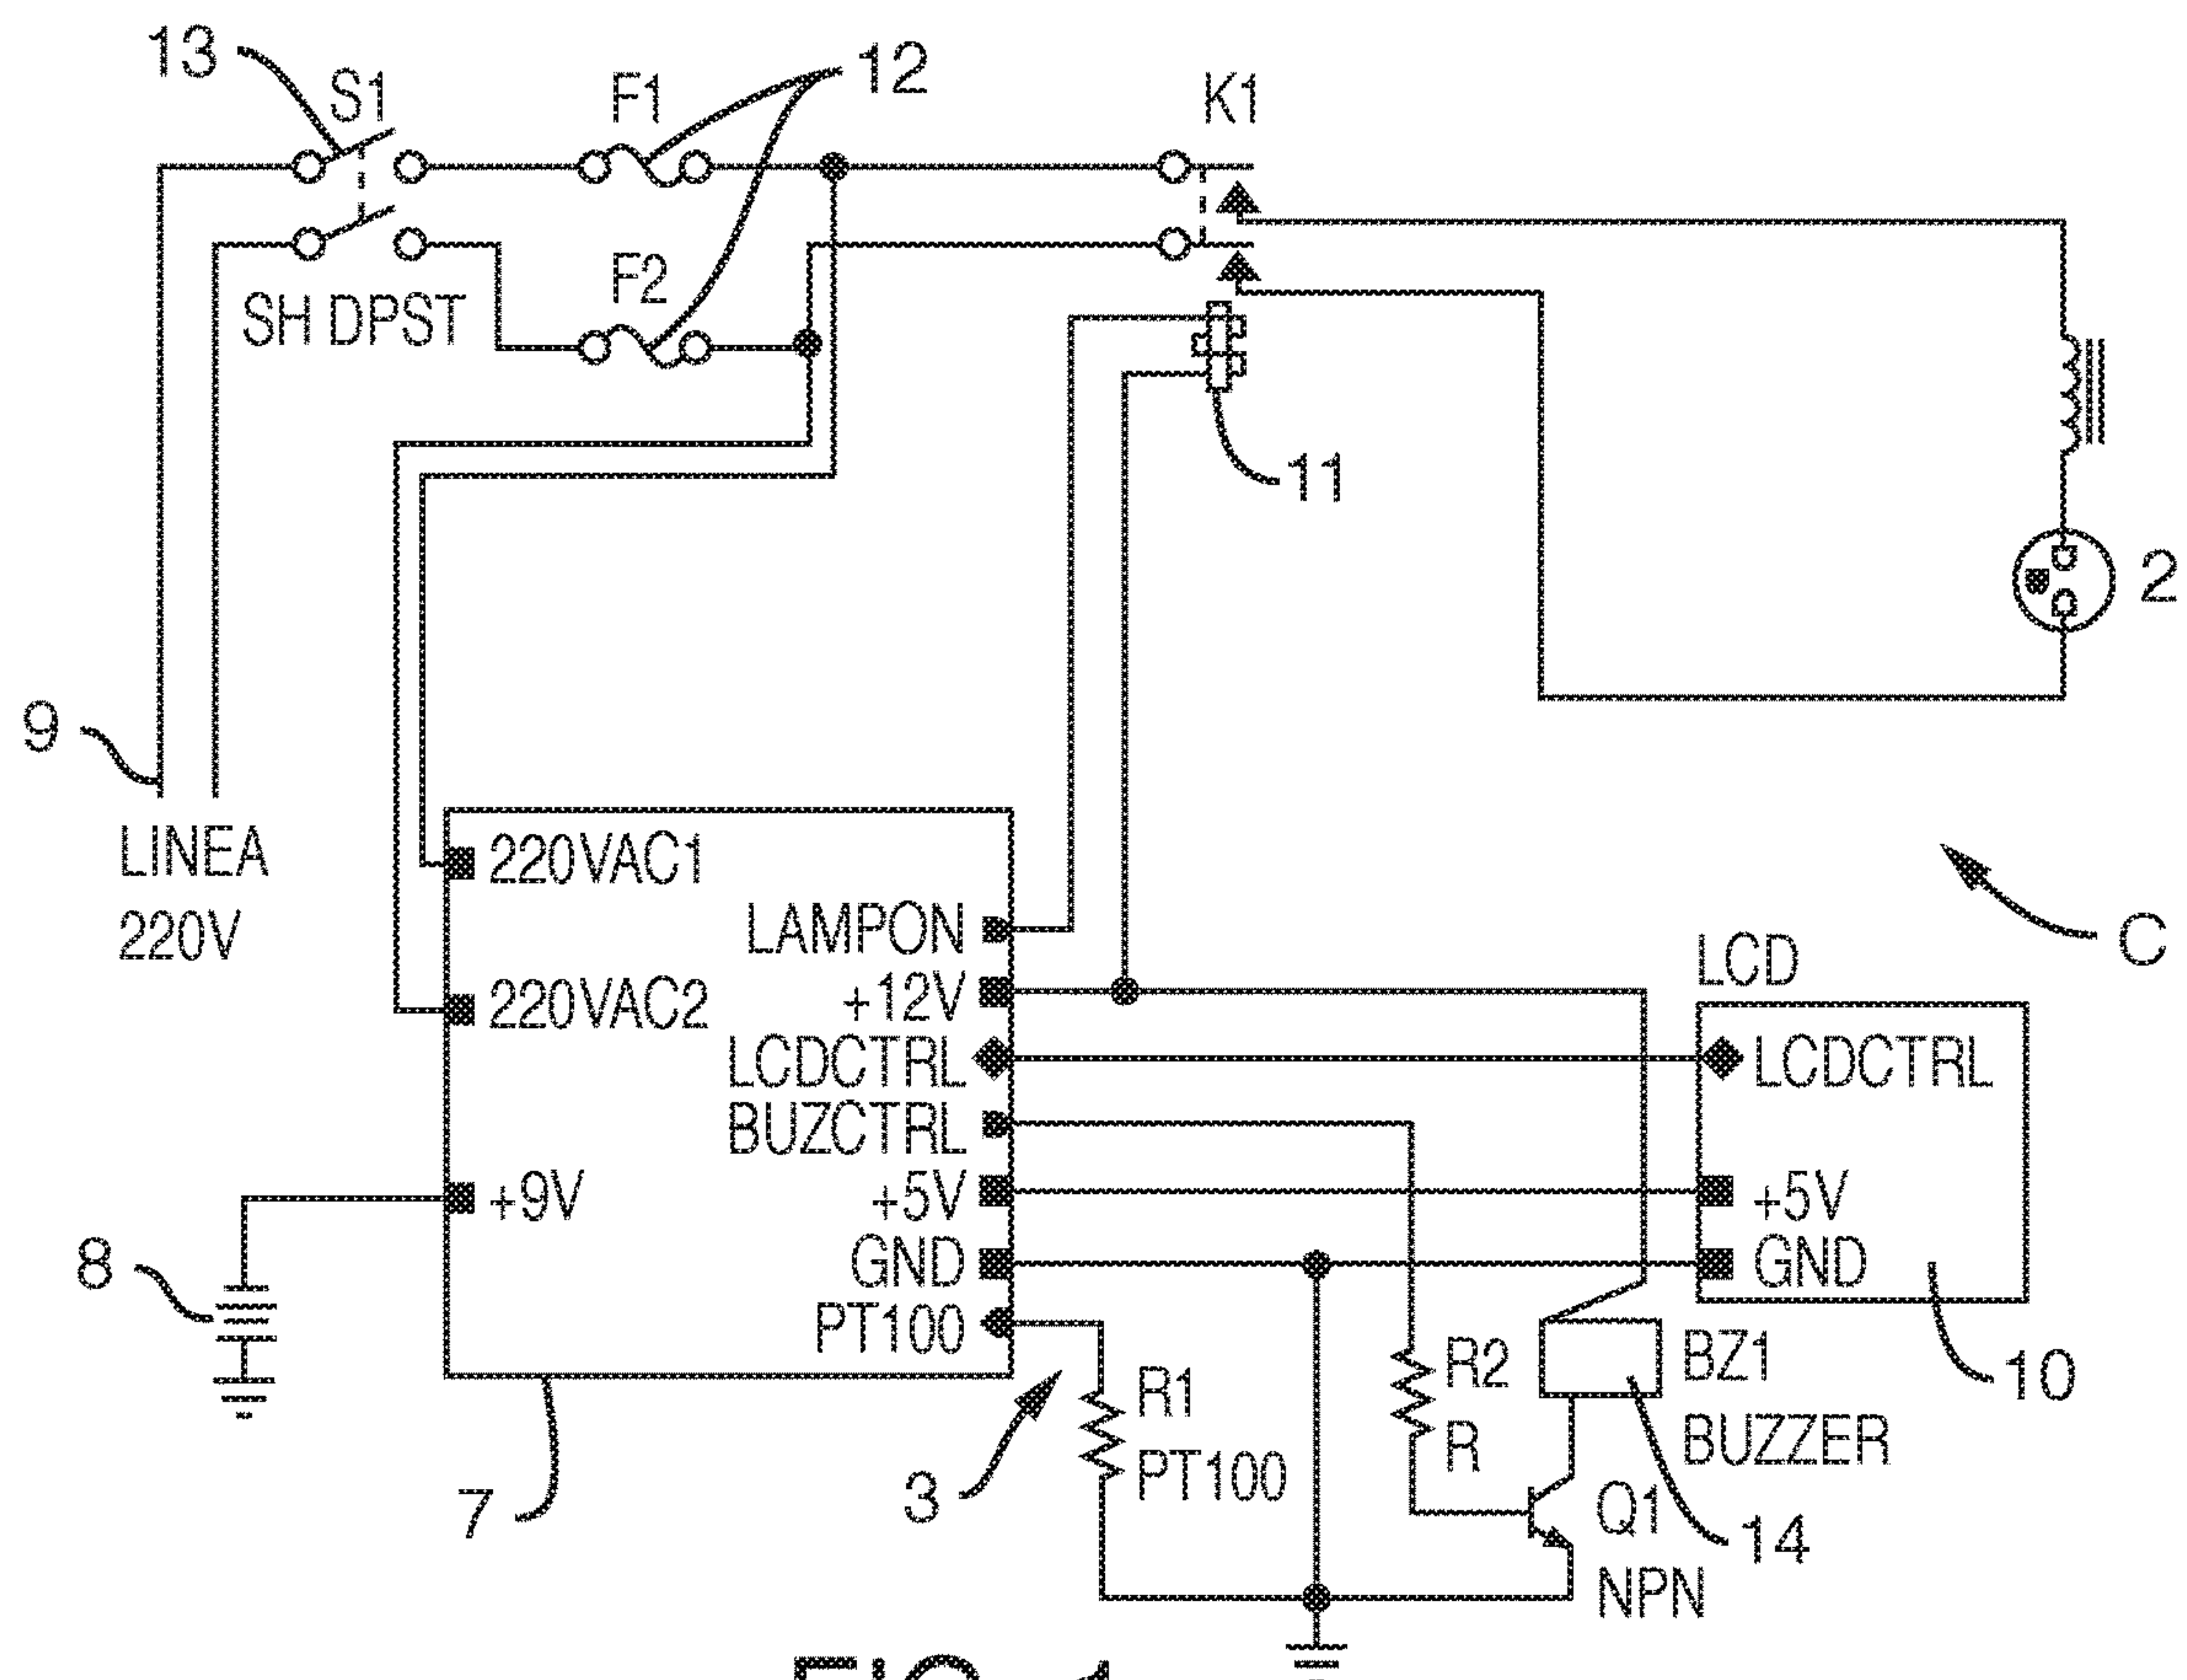 13
S1
F1
12
K1
F2
SH DPST
11
2
9
LINEA
220V
220VAC1
LAMPON
220VAC2
+12V
LCDCTRL
BUZCTRL
+9V
+5V
GND
PT100
8
7
3
R1
PT100
R2
R
LCD
LCDCTRL
+5V
GND
C
10
BZ1
BUZZER
14
Q1
NPN